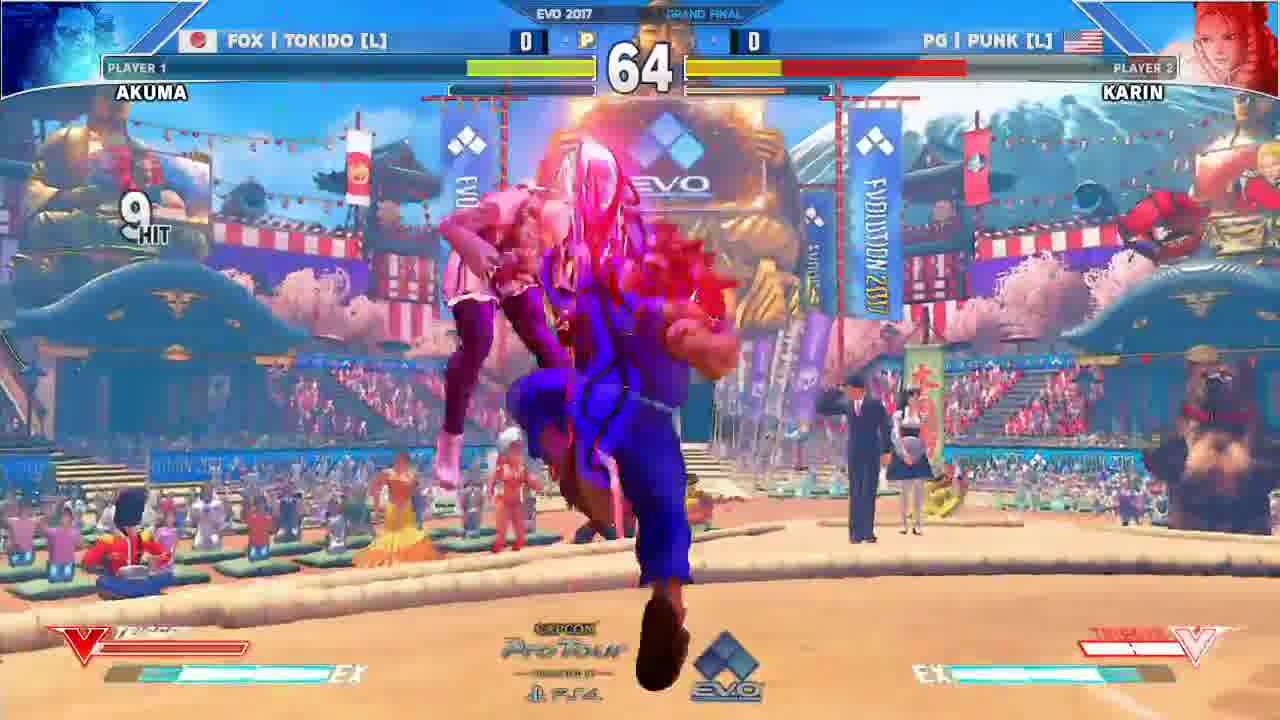 EVO 2017 GRAND FINAL
FOX | TOKIDO [L] 0 P 64 0 PG | PUNK [L]
PLAYER 1 PLAYER 2
AKUMA KARIN
EVO
EVO
9
HIT
EVOLUTION 2017
CAPCOM
Pro Tour
PS4
EVO
V
V
EX EX